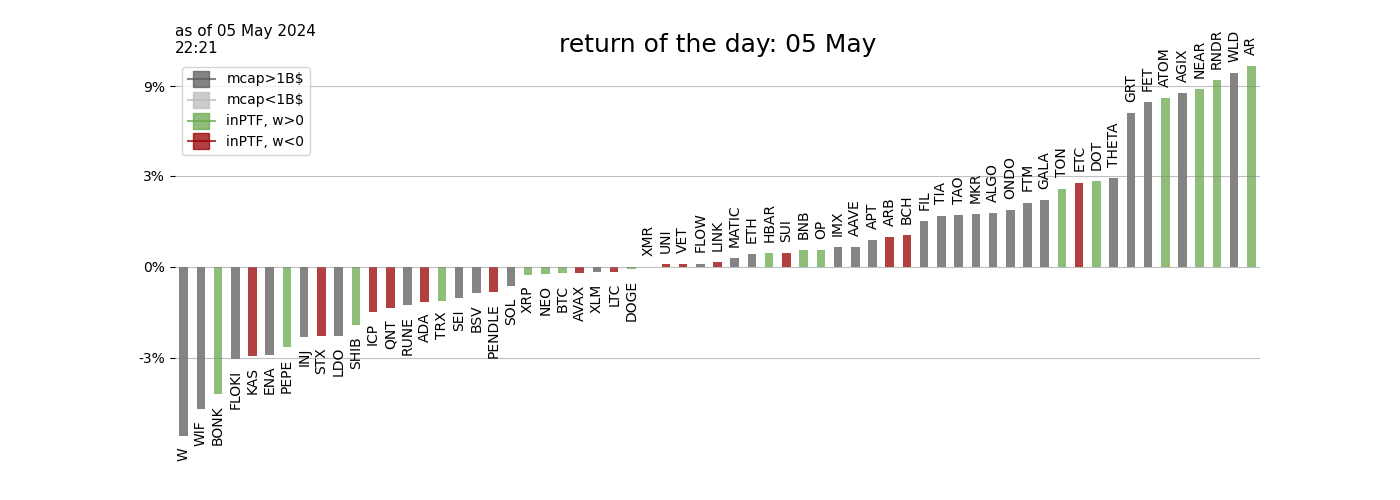 as of 05 May 2024
22:21
return of the day: 05 May
mcap>1B$
mcap<1B$
inPTF, w>0
inPTF, w<0
9%
3%
0%
-3%
W
WIF
BONK
FLOKI
KAS
ENA
PEPE
INJ
STX
LDO
SHIB
ICP
QNT
RUNE
ADA
TRX
SEI
BSV
PENDLE
SOL
XRP
NEO
BTC
AVAX
XLM
LTC
DOGE
XMR
UNI
VET
FLOW
LINK
MATIC
ETH
HBAR
SUI
BNB
OP
IMX
AAVE
APT
ARB
BCH
FIL
TIA
TAO
MKR
ALGO
ONDO
FTM
GALA
TON
ETC
DOT
THETA
GRT
FET
ATOM
AGIX
NEAR
RNDR
WLD
AR